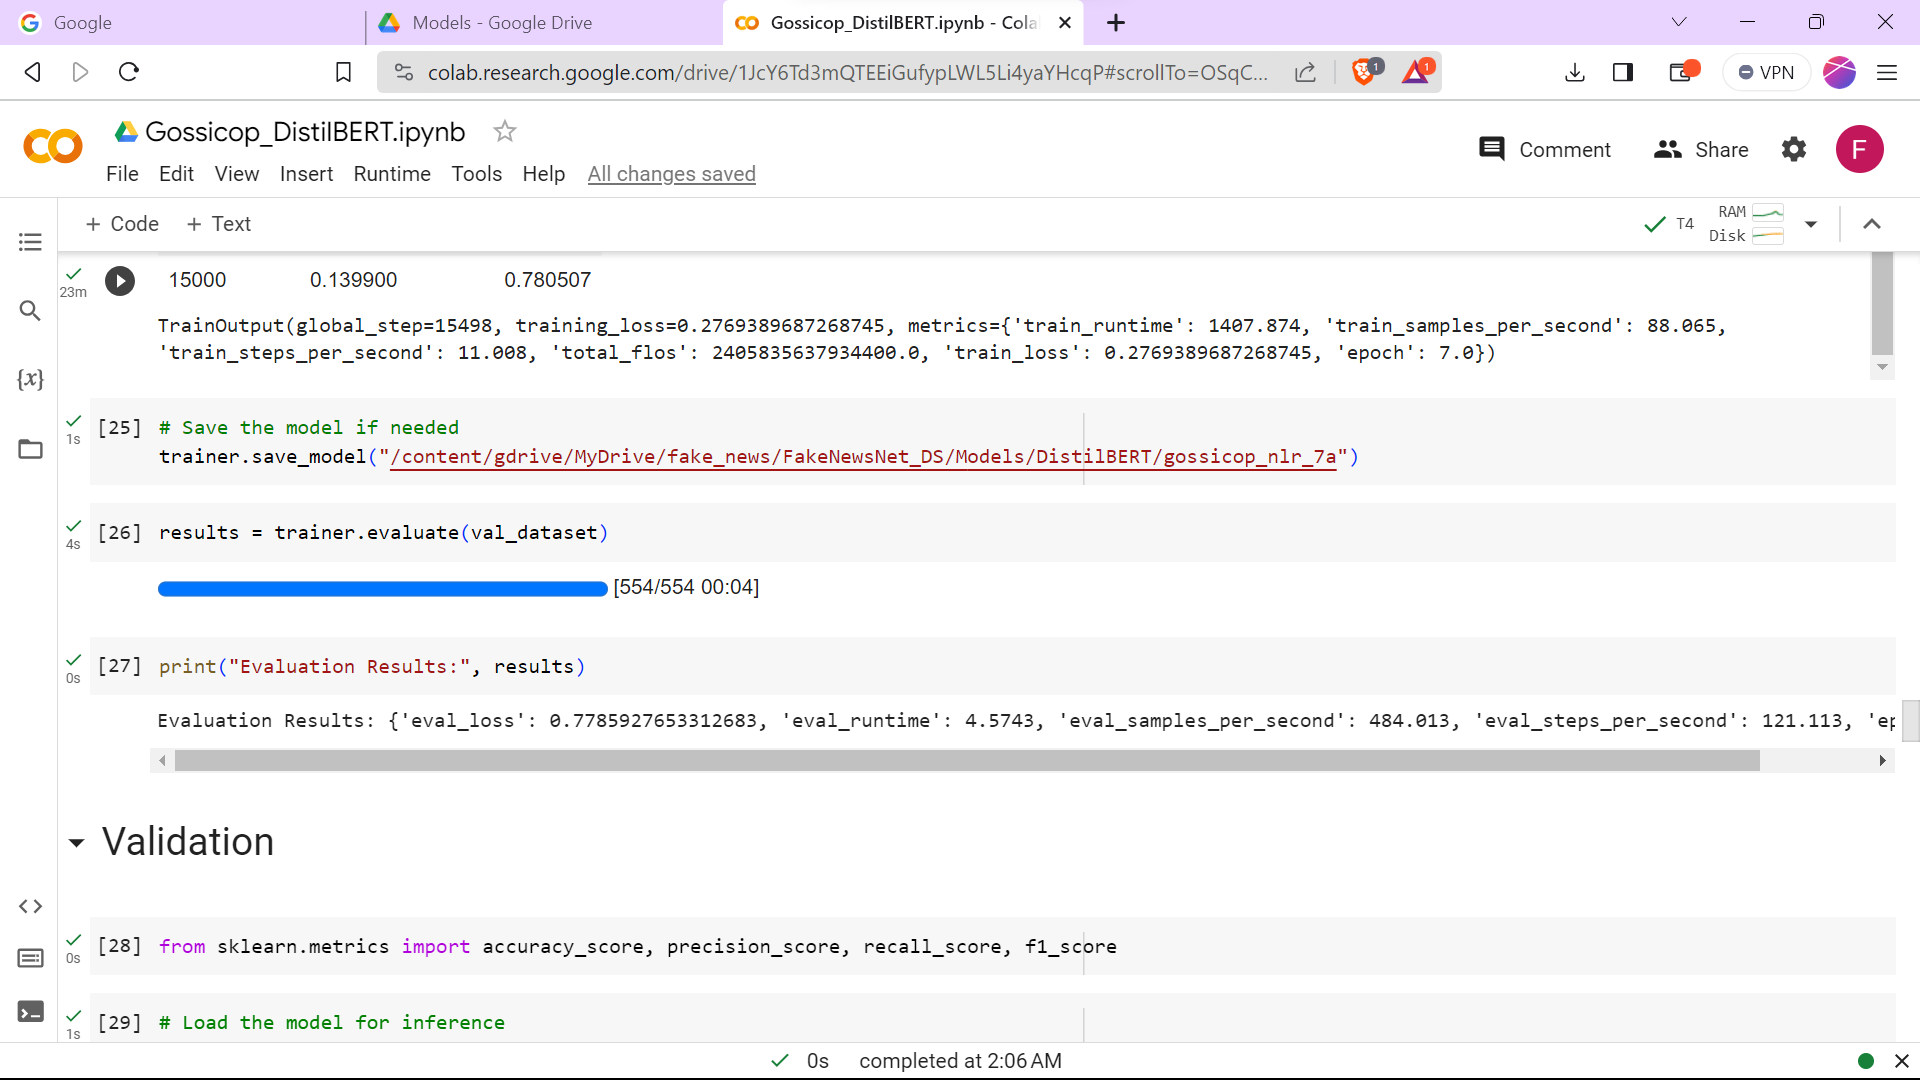 Google
Models - Google Drive
Gossicop_DistilBERT.ipynb - Cola
colab.research.google.com/drive/1JcY6Td3mQTEEiGufypLWL5Li4yaYHcqP#scrollTo=OSqC...
1
1
VPN
Gossicop_DistilBERT.ipynb
File Edit View Insert Runtime Tools Help All changes saved
Comment
Share
F
+ Code + Text
T4
RAM
Disk
23m
15000 0.139900 0.780507
TrainOutput(global_step=15498, training_loss=0.2769389687268745, metrics={'train_runtime': 1407.874, 'train_samples_per_second': 88.065,
'train_steps_per_second': 11.008, 'total_flos': 2405835637934400.0, 'train_loss': 0.2769389687268745, 'epoch': 7.0})
{x}
1s
[25] # Save the model if needed
trainer.save_model("/content/gdrive/MyDrive/fake_news/FakeNewsNet_DS/Models/DistilBERT/gossicop_nlr_7a")
4s
[26] results = trainer.evaluate(val_dataset)
[554/554 00:04]
0s
[27] print("Evaluation Results:", results)
Evaluation Results: {'eval_loss': 0.7785927653312683, 'eval_runtime': 4.5743, 'eval_samples_per_second': 484.013, 'eval_steps_per_second': 121.113, 'ep
Validation
0s
[28] from sklearn.metrics import accuracy_score, precision_score, recall_score, f1_score
1s
[29] # Load the model for inference
0s completed at 2:06 AM